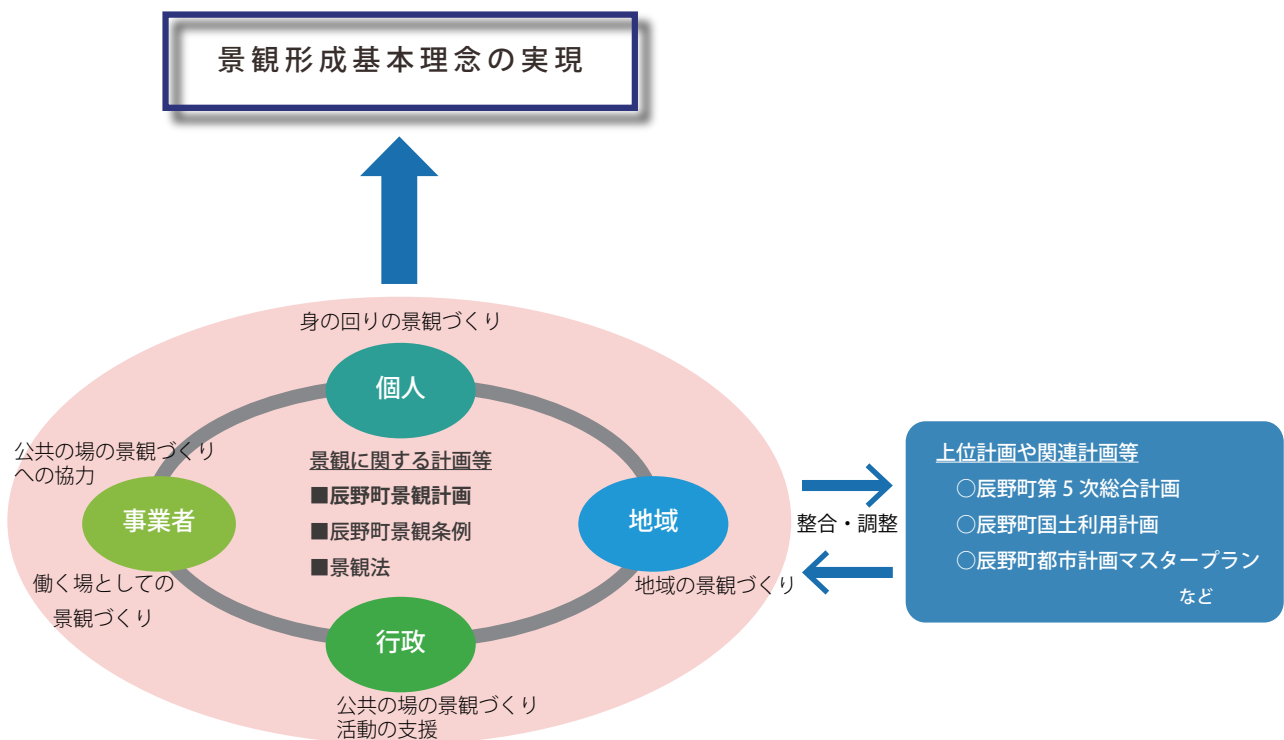 景観形成基本理念の実現
身の回りの景観づくり
個人
公共の場の景観づくり
への協力
事業者
働く場としての
景観づくり
景観に関する計画等
■辰野町景観計画
■辰野町景観条例
■景観法
地域
地域の景観づくり
行政
公共の場の景観づくり
活動の支援
整合・調整
上位計画や関連計画等
○辰野町第5次総合計画
○辰野町国土利用計画
○辰野町都市計画マスタープラン
など